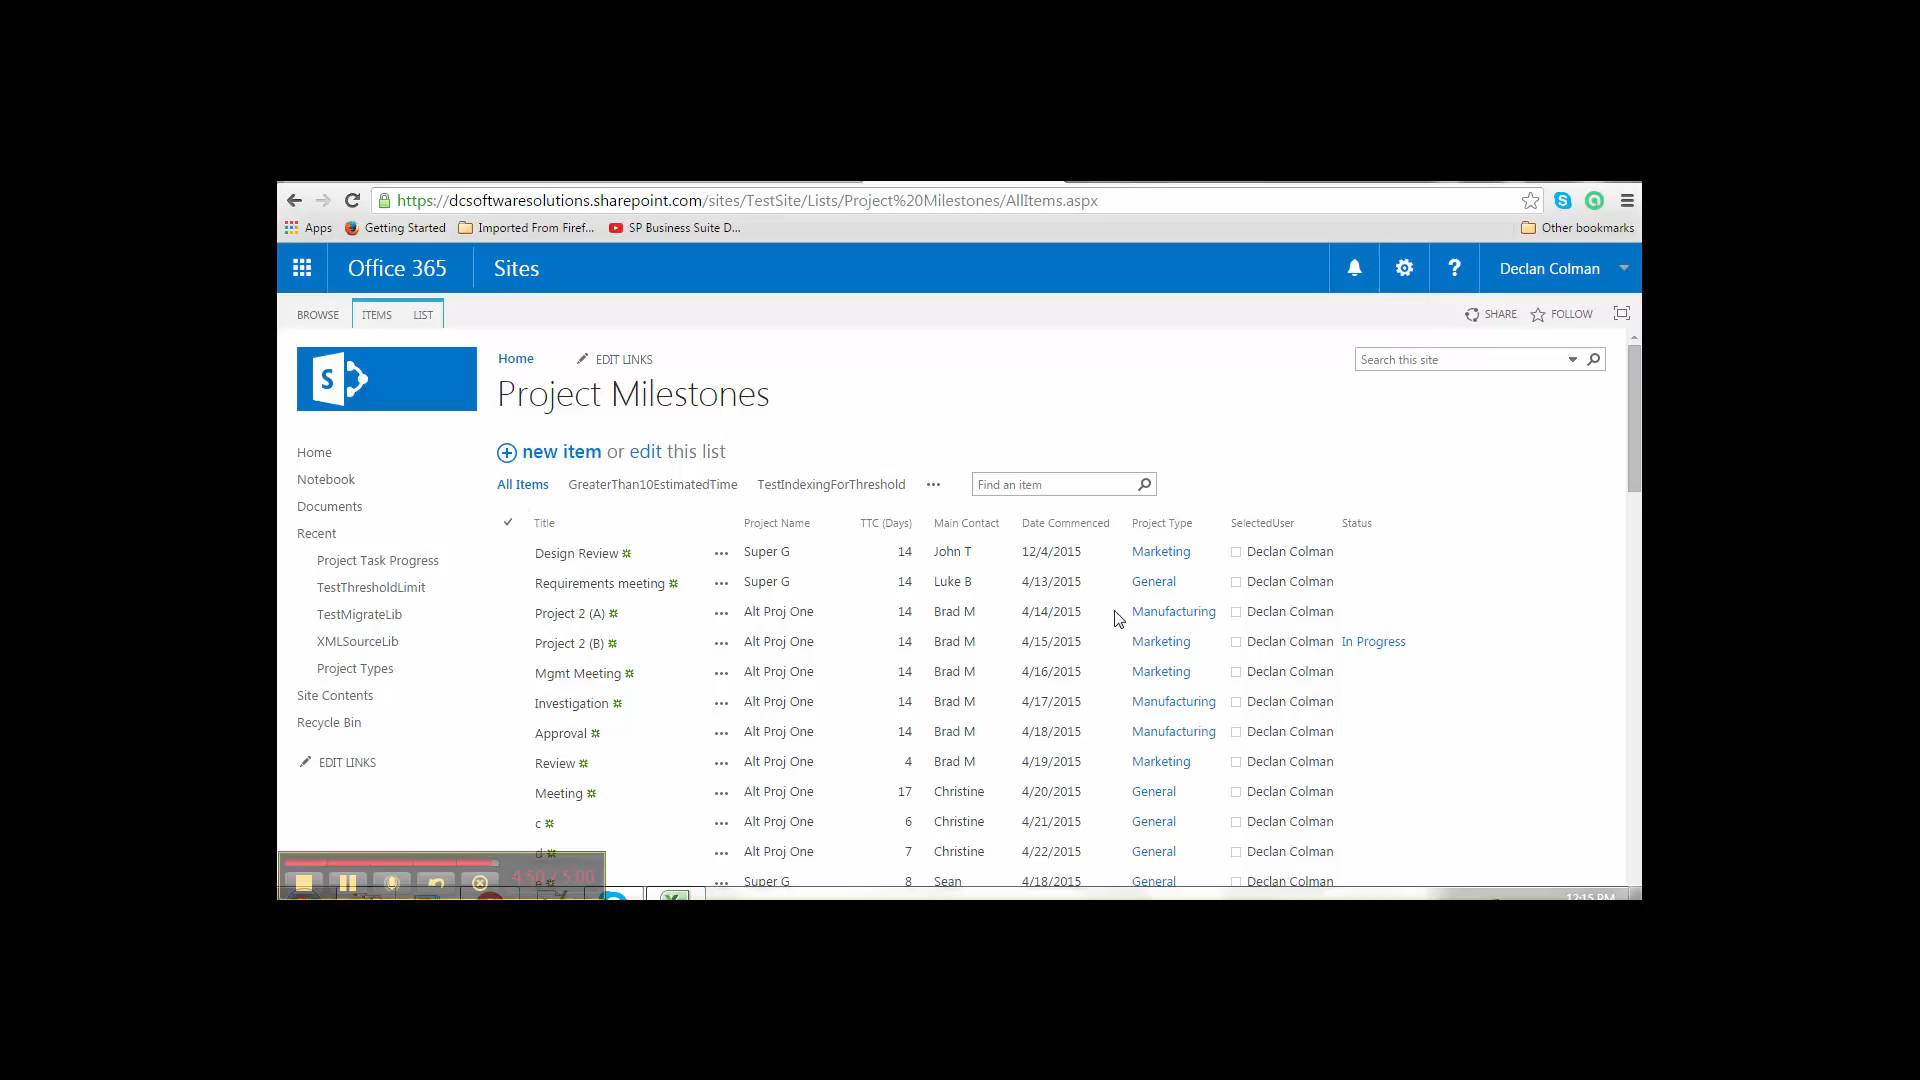 https://dcsoftwaresolutions.sharepoint.com/sites/TestSite/Lists/Project%20Milestones/AllItems.aspx
Apps Getting Started Imported From Firef... SP Business Suite D... Other bookmarks
Office 365 Sites ? Declan Colman
BROWSE ITEMS LIST SHARE FOLLOW
S
Home EDIT LINKS Search this site
Project Milestones
new item or edit this list
All Items GreaterThan10EstimatedTime TestIndexingForThreshold ... Find an item
Home
Notebook
Documents
Recent
Project Task Progress
TestThresholdLimit
TestMigrateLib
XMLSourceLib
Project Types
Site Contents
Recycle Bin
EDIT LINKS
Title Project Name TTC (Days) Main Contact Date Commenced Project Type SelectedUser Status
Design Review ... Super G 14 John T 12/4/2015 Marketing Declan Colman
Requirements meeting ... Super G 14 Luke B 4/13/2015 General Declan Colman
Project 2 (A) ... Alt Proj One 14 Brad M 4/14/2015 Manufacturing Declan Colman
Project 2 (B) ... Alt Proj One 14 Brad M 4/15/2015 Marketing Declan Colman In Progress
Mgmt Meeting ... Alt Proj One 14 Brad M 4/16/2015 Marketing Declan Colman
Investigation ... Alt Proj One 14 Brad M 4/17/2015 Manufacturing Declan Colman
Approval ... Alt Proj One 14 Brad M 4/18/2015 Manufacturing Declan Colman
Review ... Alt Proj One 4 Brad M 4/19/2015 Marketing Declan Colman
Meeting ... Alt Proj One 17 Christine 4/20/2015 General Declan Colman
c ... Alt Proj One 6 Christine 4/21/2015 General Declan Colman
d ... Alt Proj One 7 Christine 4/22/2015 General Declan Colman
e ... Super G 8 Sean 4/18/2015 General Declan Colman
4:50 / 5:00
12:15 PM